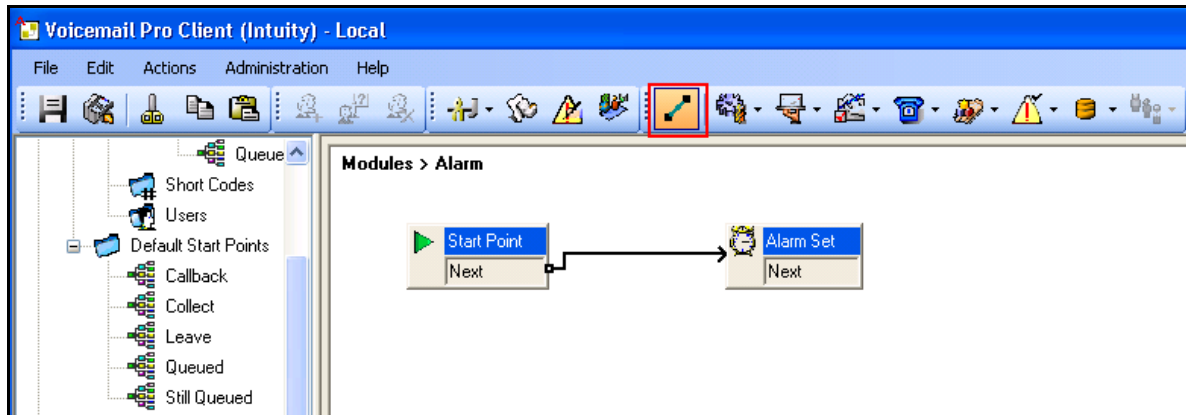 Voicemail Pro Client (Intuity) - Local
File Edit Actions Administration Help
Queue
Short Codes
Users
Default Start Points
Callback
Collect
Leave
Queued
Still Queued
Modules > Alarm
Start Point
Next
Alarm Set
Next